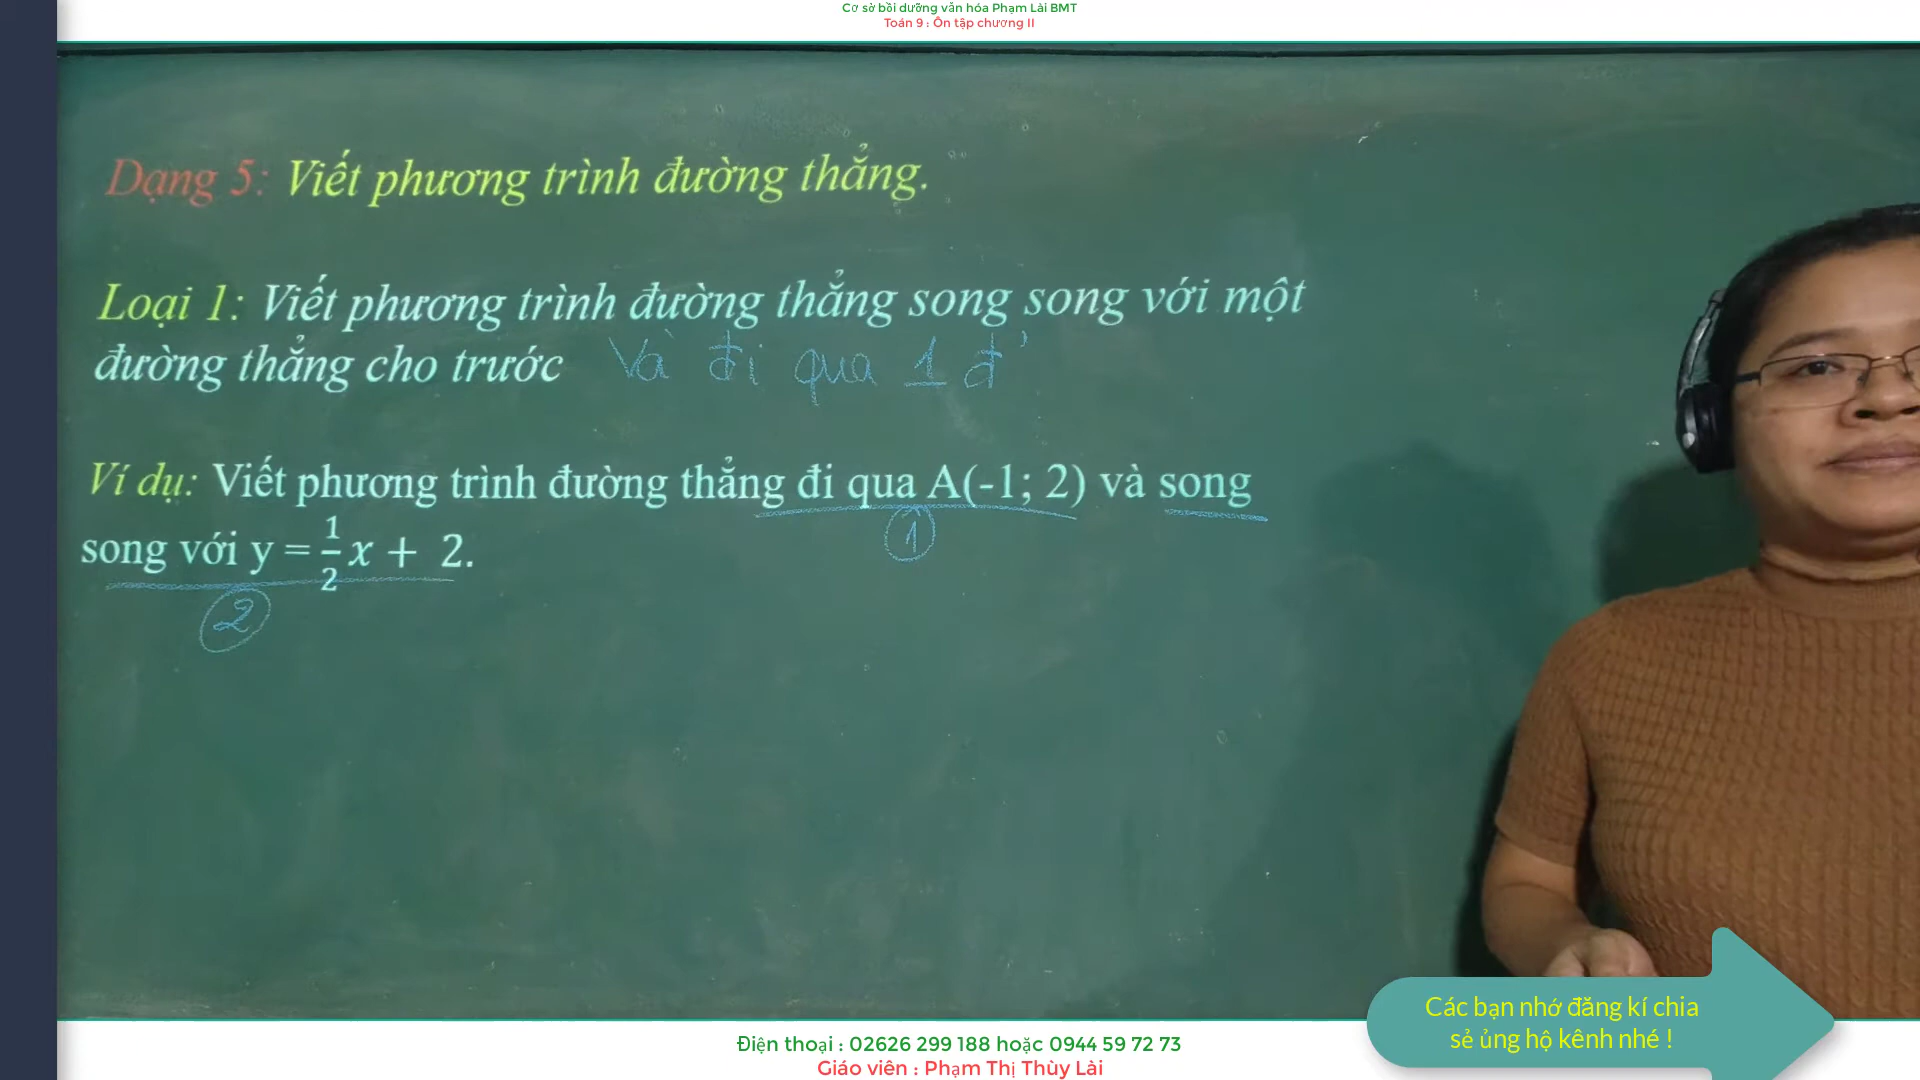 Cơ sở bồi dưỡng văn hóa Phạm Lài BMT
Toán 9 : Ôn tập chương II
Dạng 5: Viết phương trình đường thẳng.
Loại 1: Viết phương trình đường thẳng song song với một
đường thẳng cho trước và đi qua 1 đ'
Ví dụ: Viết phương trình đường thẳng đi qua A(-1; 2) và song
1
song với y = 1/2 x + 2.
2
Các bạn nhớ đăng kí chia
sẻ ủng hộ kênh nhé !
Điện thoại : 02626 299 188 hoặc 0944 59 72 73
Giáo viên : Phạm Thị Thùy Lài